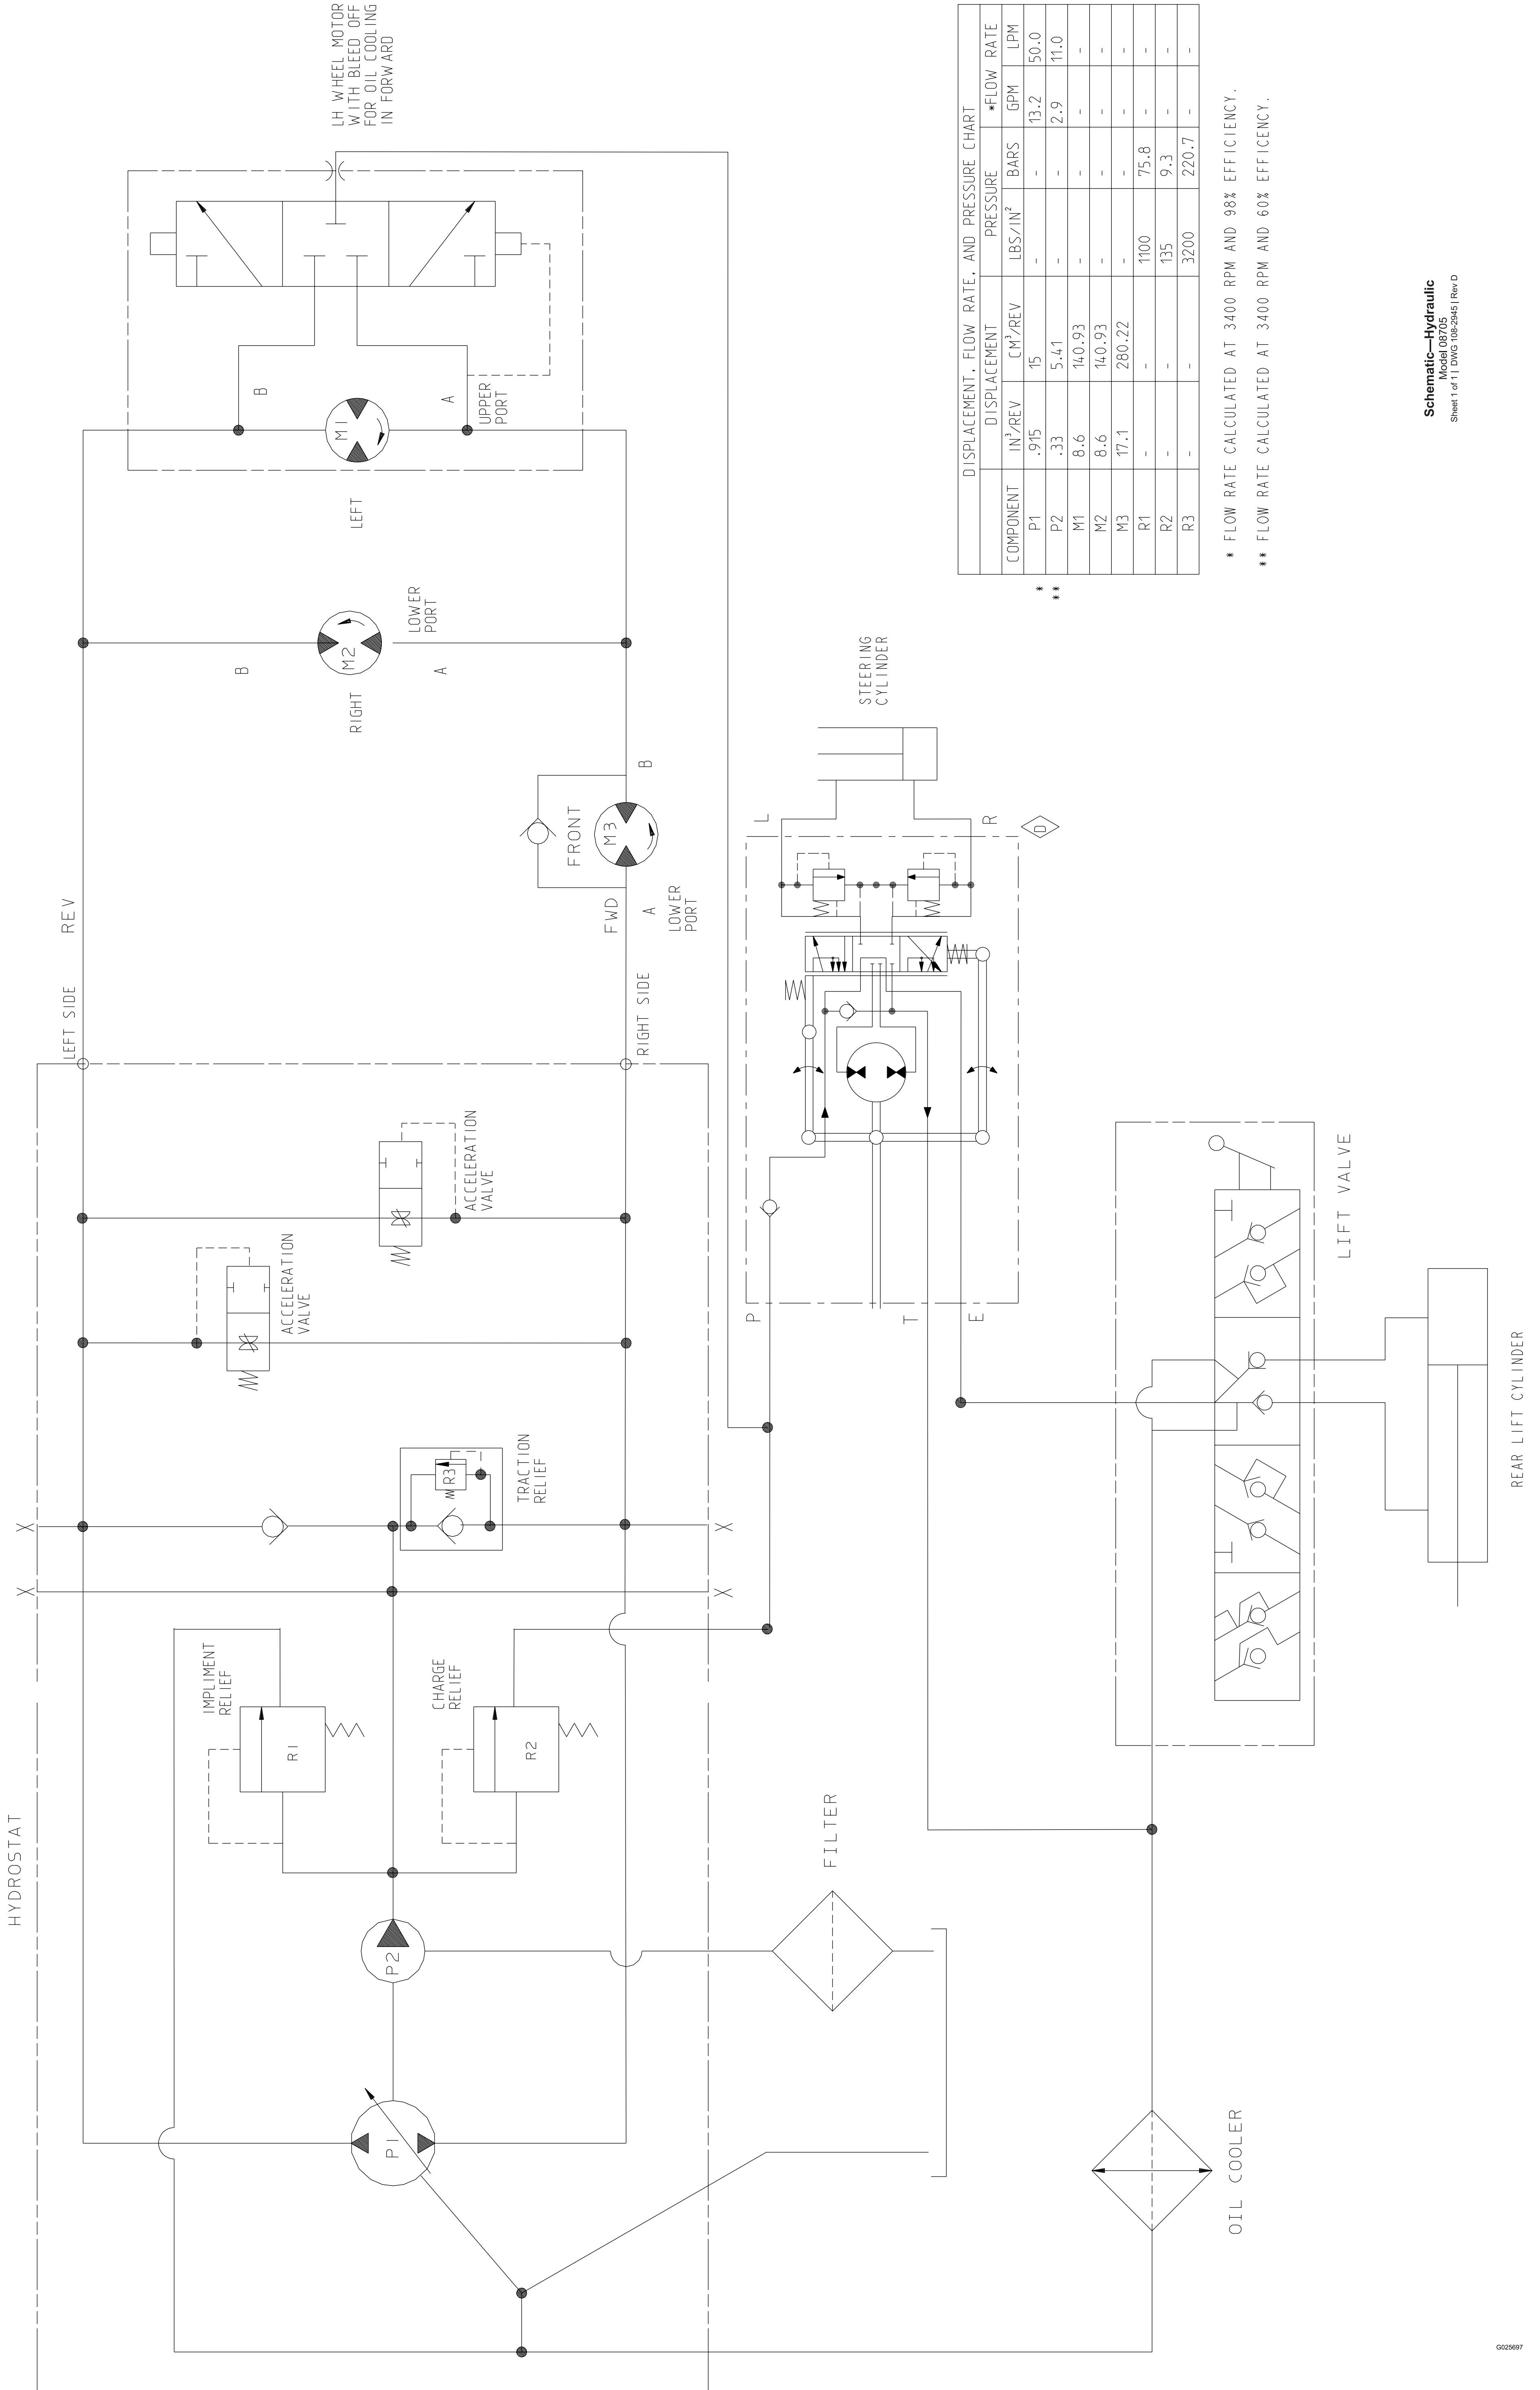 HYDROSTAT
LEFT SIDE
REV
X
X
IMPLIMENT
RELIEF
R1
CHARGE
RELIEF
R2
P1
P2
X
X
TRACTION
RELIEF
R3
ACCELERATION
VALVE
ACCELERATION
VALVE
RIGHT SIDE
FWD
A
LOWER
PORT
FRONT
M3
B
RIGHT
M2
B
A
LOWER
PORT
LEFT
M1
B
A
UPPER
PORT
LH WHEEL MOTOR
WITH BLEED OFF
FOR OIL COOLING
IN FORWARD
FILTER
P
T
E
L
R
D
STEERING
CYLINDER
OIL COOLER
LIFT VALVE
REAR LIFT CYLINDER
DISPLACEMENT, FLOW RATE, AND PRESSURE CHART
DISPLACEMENT PRESSURE *FLOW RATE
COMPONENT IN³/REV CM³/REV LBS/IN² BARS GPM LPM
* P1 .915 15 - - 13.2 50.0
** P2 .33 5.41 - - 2.9 11.0
M1 8.6 140.93 - - - -
M2 8.6 140.93 - - - -
M3 17.1 280.22 - - - -
R1 - - 1100 75.8 - -
R2 - - 135 9.3 - -
R3 - - 3200 220.7 - -
* FLOW RATE CALCULATED AT 3400 RPM AND 98% EFFICIENCY.
** FLOW RATE CALCULATED AT 3400 RPM AND 60% EFFICENCY.
Schematic—Hydraulic
Model 08705
Sheet 1 of 1 | DWG 108-2945 | Rev D
G025697